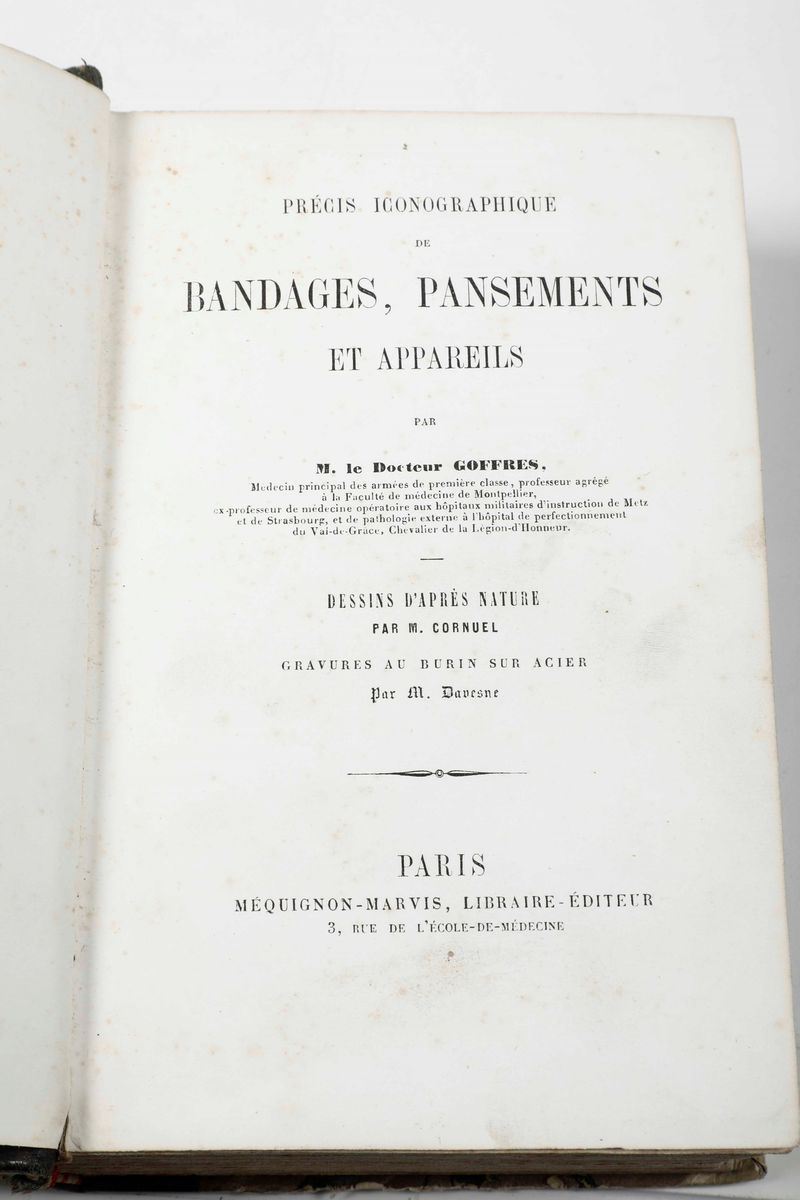 PRÉCIS ICONOGRAPHIQUE
DE
BANDAGES, PANSEMENTS
ET APPAREILS
PAR
M. le Docteur GOFFRES,
Médecin principal des armées de première classe, professeur agrégé
à la Faculté de médecine de Montpellier,
ex-professeur de médecine opératoire aux hôpitaux militaires d'instruction de Metz
et de Strasbourg, et de pathologie externe à l'hôpital de perfectionnement
du Val-de-Grâce, Chevalier de la Légion-d'Honneur.
DESSINS D'APRÈS NATURE
PAR M. CORNUEL
GRAVURES AU BURIN SUR ACIER
Par M. Davesne
PARIS
MÉQUIGNON-MARVIS, LIBRAIRE-ÉDITEUR
3, RUE DE L'ÉCOLE-DE-MÉDECINE